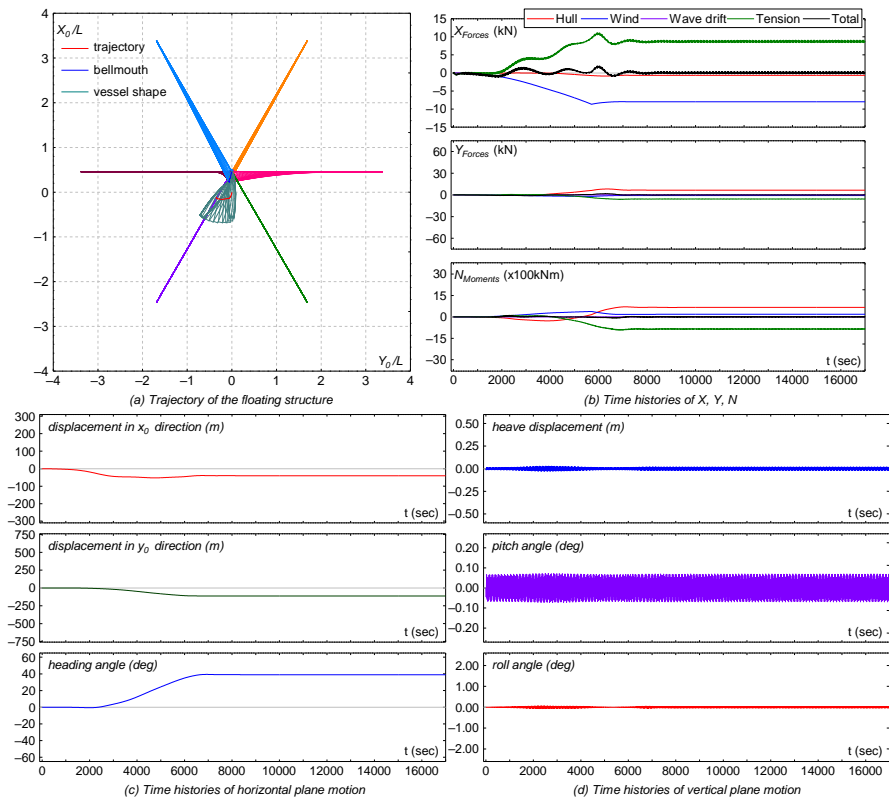 X0/L
trajectory
bellmouth
vessel shape
4
3
2
1
0
−1
−2
−3
−4
Y0/L
−4 −3 −2 −1 0 1 2 3 4
(a) Trajectory of the floating structure
Hull Wind Wave drift Tension Total
XForces (kN)
15
10
5
0
−5
−10
−15
YForces (kN)
60
30
0
−30
−60
NMoments (x100kNm)
30
15
0
−15
−30
t (sec)
0 2000 4000 6000 8000 10000 12000 14000 16000
(b) Time histories of X, Y, N
displacement in x0 direction (m)
300
200
100
0
−100
−200
−300
t (sec)
displacement in y0 direction (m)
750
500
250
0
−250
−500
−750
t (sec)
heading angle (deg)
60
40
20
0
−20
−40
−60
t (sec)
0 2000 4000 6000 8000 10000 12000 14000 16000
(c) Time histories of horizontal plane motion
heave displacement (m)
0.50
0.25
0.00
−0.25
−0.50
t (sec)
pitch angle (deg)
0.20
0.10
0.00
−0.10
−0.20
t (sec)
roll angle (deg)
2.00
1.00
0.00
−1.00
−2.00
t (sec)
0 2000 4000 6000 8000 10000 12000 14000 16000
(d) Time histories of vertical plane motion